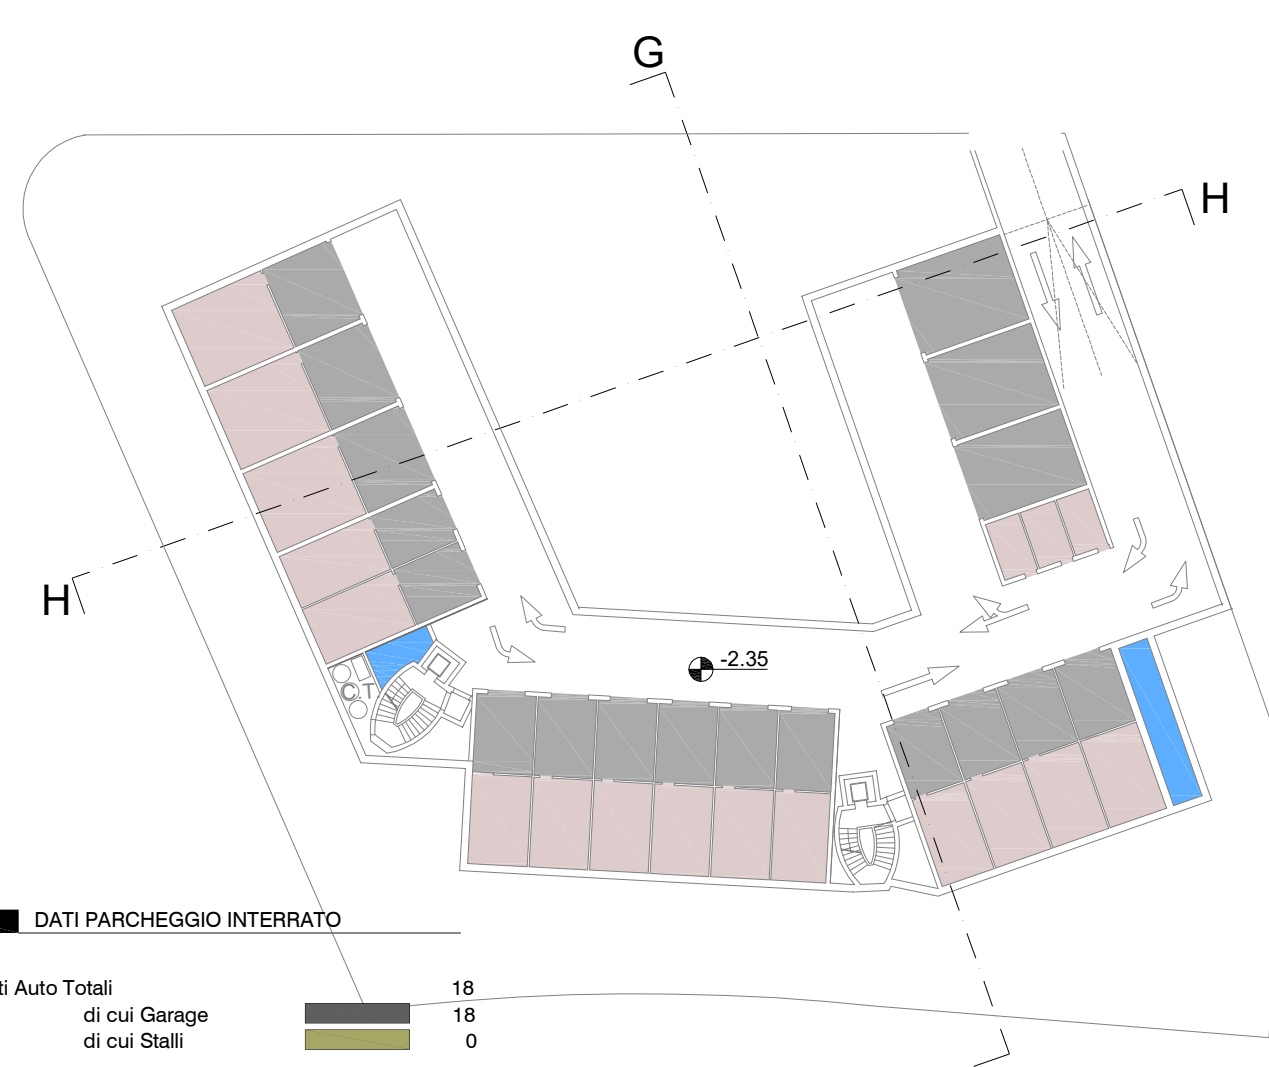 G
H
H
-2.35
C.T
DATI PARCHEGGIO INTERRATO
ti Auto Totali 18
di cui Garage 18
di cui Stalli 0